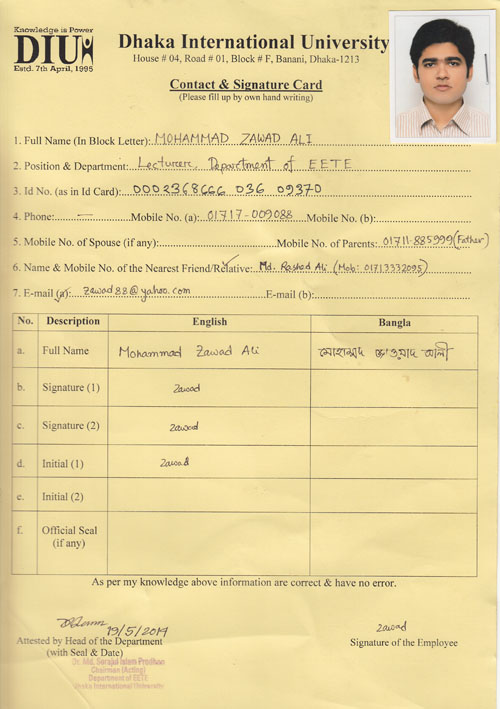 Knowledge is Power
DIU
Estd. 7th April, 1995
Dhaka International University
House # 04, Road # 01, Block # F, Banani, Dhaka-1213
Contact & Signature Card
(Please fill up by own hand writing)
1. Full Name (In Block Letter): MOHAMMAD ZAWAD ALI
2. Position & Department: Lecturer, Department of EETE
3. Id No. (as in Id Card): 0002368666 036 09370
4. Phone: — Mobile No. (a): 01717-009088 Mobile No. (b):
5. Mobile No. of Spouse (if any): Mobile No. of Parents: 01711-885999 (Father)
6. Name & Mobile No. of the Nearest Friend/Relative: Md. Rashed Ali (Mob: 01713332095)
7. E-mail (a): zawad88@yahoo.com E-mail (b):
No. Description English Bangla
a. Full Name Mohammad Zawad Ali মোহাম্মদ জাওয়াদ আলী
b. Signature (1) zawad
c. Signature (2) zawad
d. Initial (1) zawad
e. Initial (2)
f. Official Seal
(if any)
As per my knowledge above information are correct & have no error.
19/5/2014 zawad
Attested by Head of the Department Signature of the Employee
(with Seal & Date)
Dr. Md. Serajul Islam Prodhan
Chairman (Acting)
Department of EETE
Dhaka International University